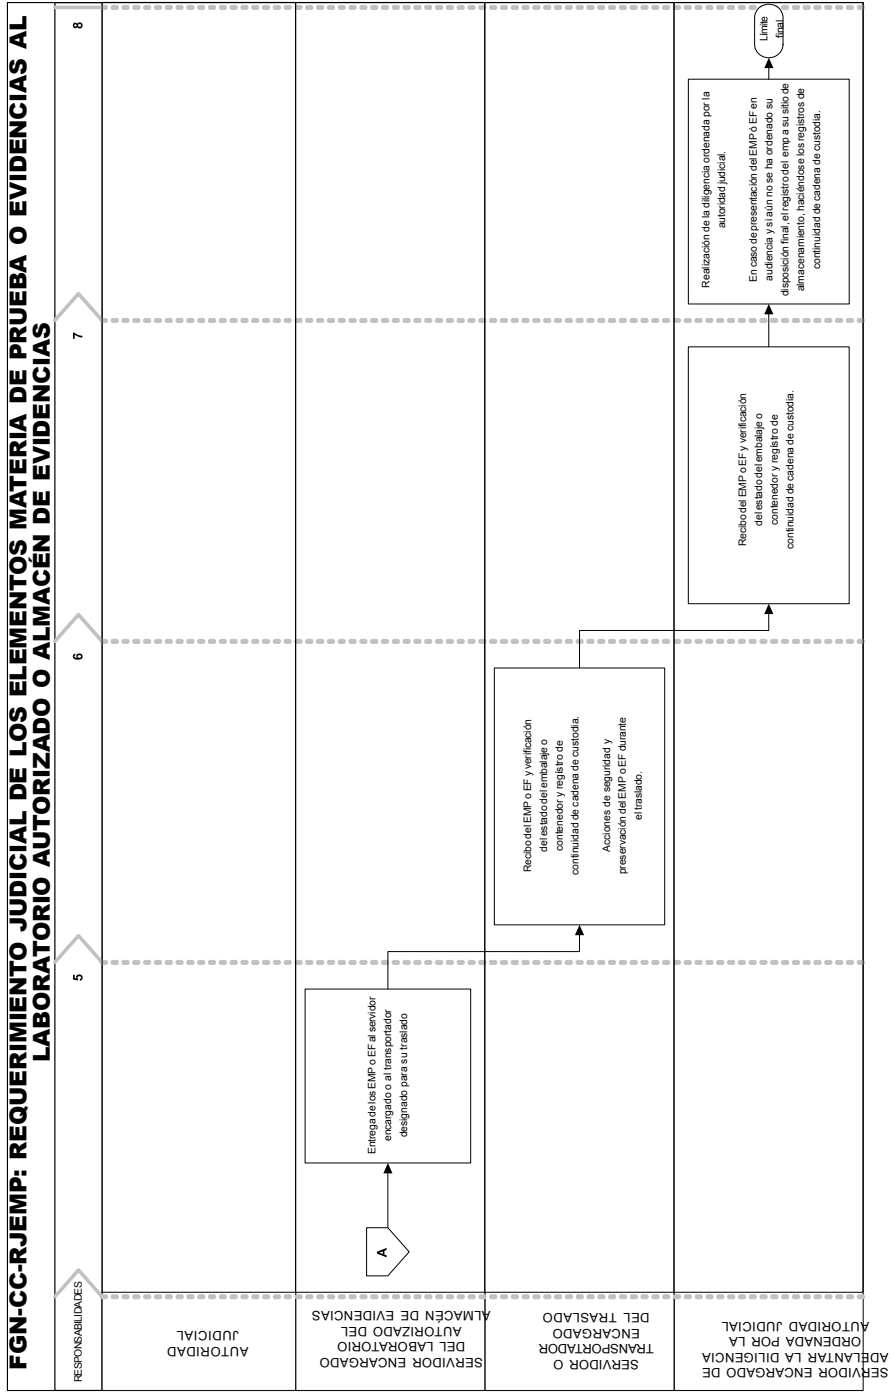 FGN-CC-RJEMP: REQUERIMIENTO JUDICIAL DE LOS ELEMENTOS MATERIA DE PRUEBA O EVIDENCIAS AL
LABORATORIO AUTORIZADO O ALMACÉN DE EVIDENCIAS
RESPONSABILIDADES
5
6
7
8
AUTORIDAD
JUDICIAL
SERVIDOR ENCARGADO
DEL LABORATORIO
AUTORIZADO DEL
ALMACÉN DE EVIDENCIAS
A
Entrega de los EMP o EF al servidor
encargado o al transportador
designado para su traslado
SERVIDOR O
TRANSPORTADOR
ENCARGADO
DEL TRASLADO
Recibo del EMP o EF y verificación
del estado del embalaje o
contenedor y registro de
continuidad de cadena de custodia.
Acciones de seguridad y
preservación del EMP o EF durante
el traslado.
SERVIDOR ENCARGADO DE
ADELANTAR LA DILIGENCIA
ORDENADA POR LA
AUTORIDAD JUDICIAL
Recibo del EMP o EF y verificación
del estado del embalaje o
contenedor y registro de
continuidad de cadena de custodia.
Realización de la diligencia ordenada por la
autoridad judicial.
En caso de presentación del EMP ó EF en
audiencia y si aún no se ha ordenado su
disposición final, el registro del emp a su sitio de
almacenamiento, haciéndose los registros de
continuidad de cadena de custodia.
Límite
final